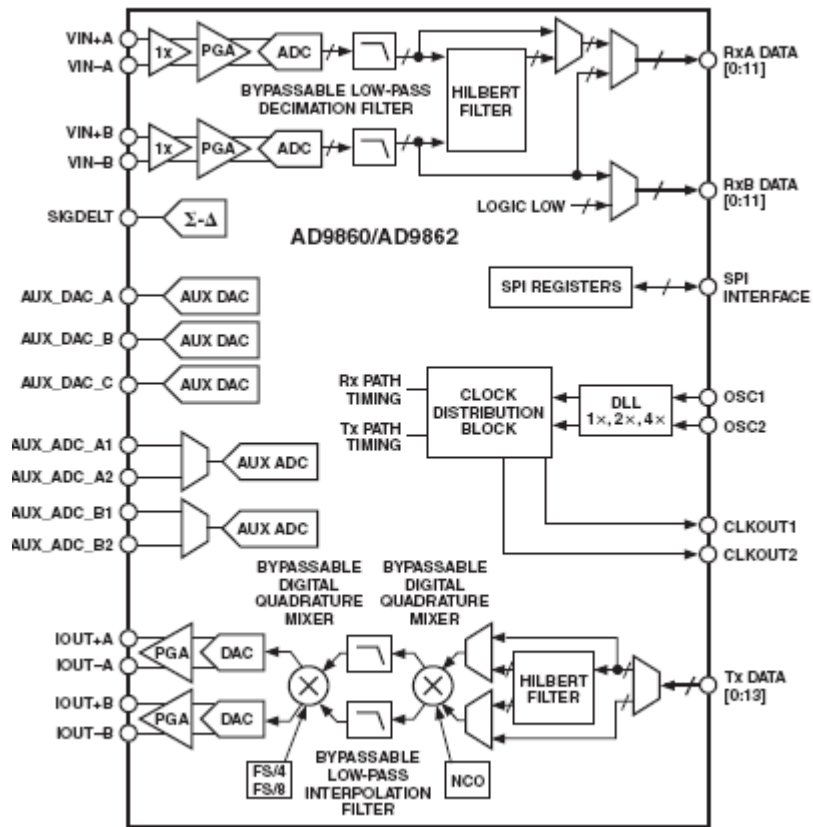 VIN+A
VIN–A
1x
PGA
ADC
BYPASSABLE LOW-PASS
DECIMATION FILTER
HILBERT
FILTER
RxA DATA
[0:11]
VIN+B
VIN–B
1x
PGA
ADC
LOGIC LOW
RxB DATA
[0:11]
SIGDELT
Σ-Δ
AD9860/AD9862
SPI REGISTERS
SPI
INTERFACE
AUX_DAC_A
AUX DAC
AUX_DAC_B
AUX DAC
AUX_DAC_C
AUX DAC
Rx PATH
TIMING
Tx PATH
TIMING
CLOCK
DISTRIBUTION
BLOCK
DLL
1×, 2×, 4×
OSC1
OSC2
AUX_ADC_A1
AUX_ADC_A2
AUX ADC
AUX_ADC_B1
AUX_ADC_B2
AUX ADC
CLKOUT1
CLKOUT2
BYPASSABLE
DIGITAL
QUADRATURE
MIXER
BYPASSABLE
DIGITAL
QUADRATURE
MIXER
IOUT+A
IOUT–A
PGA
DAC
IOUT+B
IOUT–B
PGA
DAC
HILBERT
FILTER
Tx DATA
[0:13]
FS/4
FS/8
BYPASSABLE
LOW-PASS
INTERPOLATION
FILTER
NCO